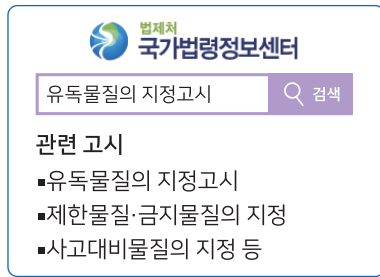 법제처
국가법령정보센터
유독물질의 지정고시 검색
관련 고시
▪유독물질의 지정고시
▪제한물질·금지물질의 지정
▪사고대비물질의 지정 등